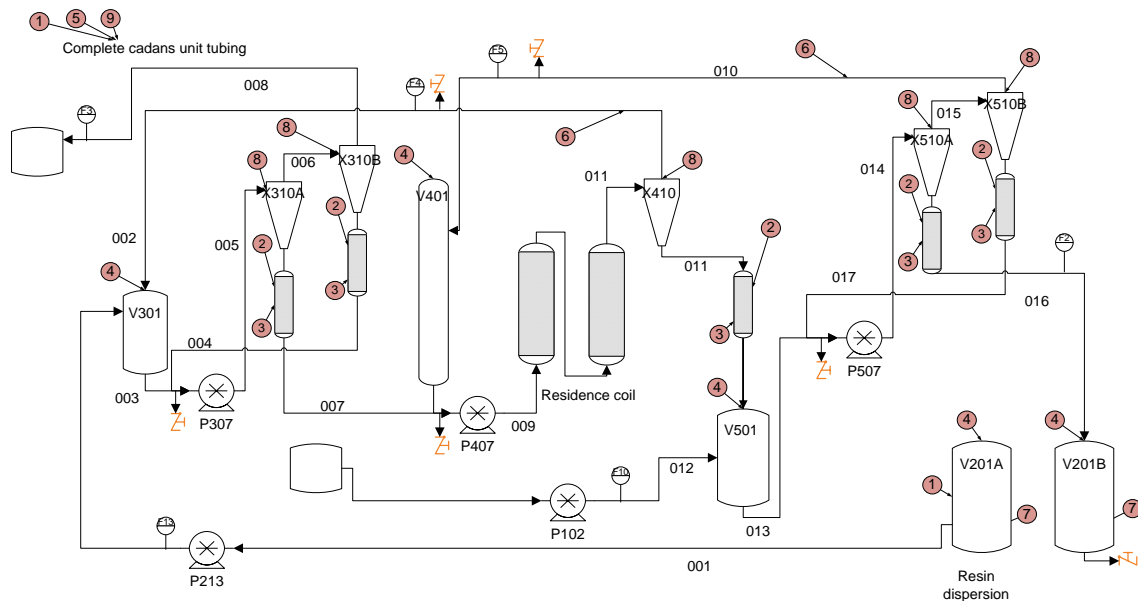 1
5
9
Complete cadans unit tubing
F5
6
010
8
008
F4
8
015
X510B
F3
6
X510A
8
006
X310B
4
8
014
2
8
X310A
V401
011
X410
2
002
005
2
2
3
011
2
017
3
F2
4
3
3
016
V301
3
004
P507
003
P307
Residence coil
4
007
009
V501
4
4
P407
V201A
V201B
F10
012
1
7
7
F13
P102
013
P213
001
Resin
dispersion